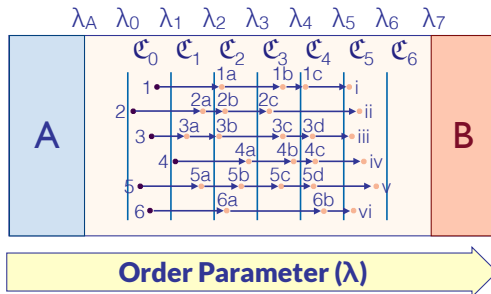 λA λ0 λ1 λ2 λ3 λ4 λ5 λ6 λ7
ℭ0 ℭ1 ℭ2 ℭ3 ℭ4 ℭ5 ℭ6
1 1a 1b 1c i
2 2a 2b 2c ii
3 3a 3b 3c 3d iii
4 4a 4b 4c iv
5 5a 5b 5c 5d v
6 6a 6b vi
A B
Order Parameter (λ)